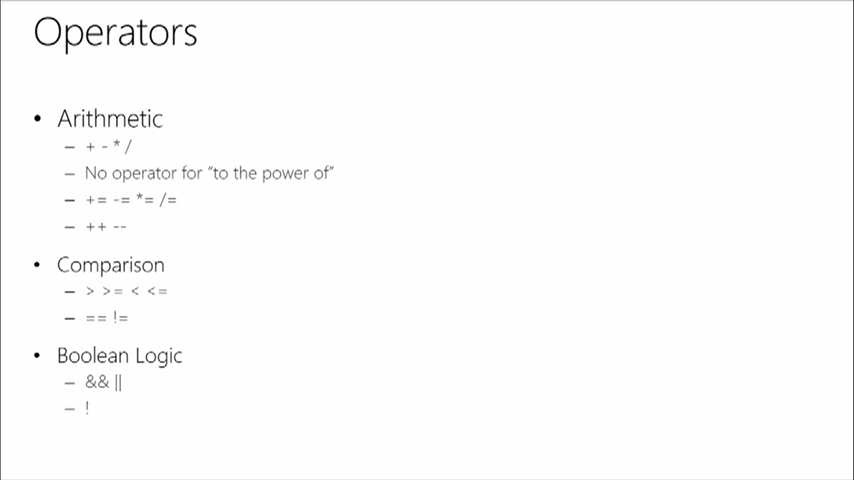 Operators
• Arithmetic
– + - * /
– No operator for “to the power of”
– += -= *= /=
– ++ --
• Comparison
– > >= < <=
– == !=
• Boolean Logic
– && ||
– !